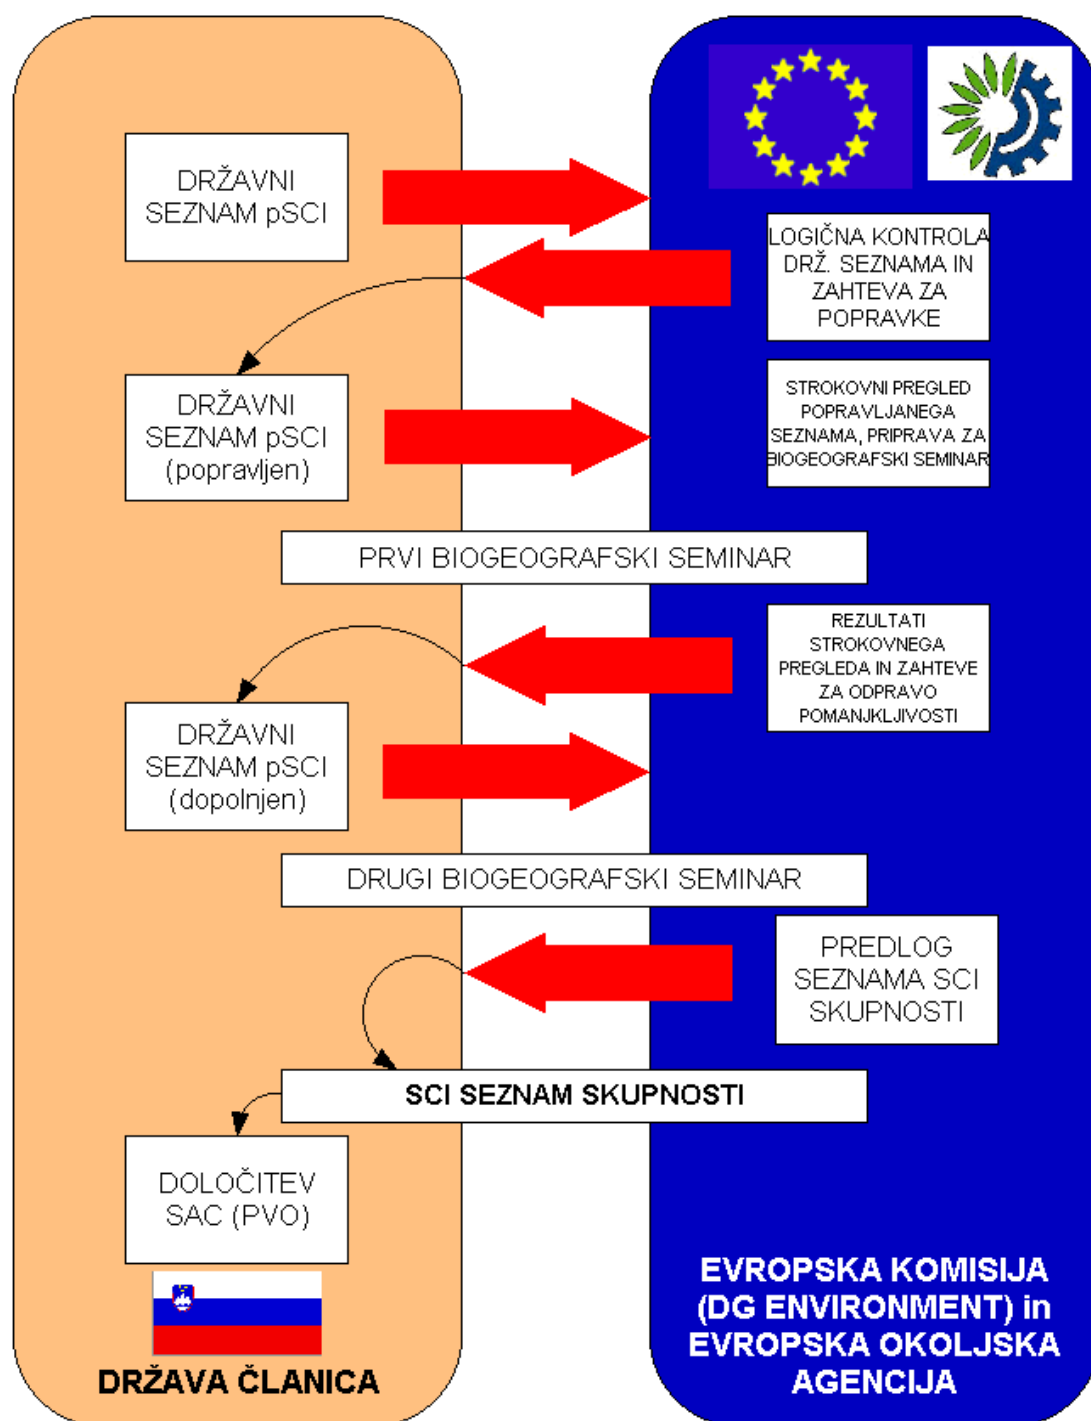 DRŽAVNI
SEZNAM pSCI
LOGIČNA KONTROLA
DRŽ. SEZNAMA IN
ZAHTEVA ZA
POPRAVKE
DRŽAVNI
SEZNAM pSCI
(popravljen)
STROKOVNI PREGLED
POPRAVLJANEGA
SEZNAMA, PRIPRAVA ZA
BIOGEOGRAFSKI SEMINAR
PRVI BIOGEOGRAFSKI SEMINAR
REZULTATI
STROKOVNEGA
PREGLEDA IN ZAHTEVE
ZA ODPRAVO
POMANJKLJIVOSTI
DRŽAVNI
SEZNAM pSCI
(dopolnjen)
DRUGI BIOGEOGRAFSKI SEMINAR
PREDLOG
SEZNAMA SCI
SKUPNOSTI
SCI SEZNAM SKUPNOSTI
DOLOČITEV
SAC (PVO)
DRŽAVA ČLANICA
EVROPSKA KOMISIJA
(DG ENVIRONMENT) in
EVROPSKA OKOLJSKA
AGENCIJA